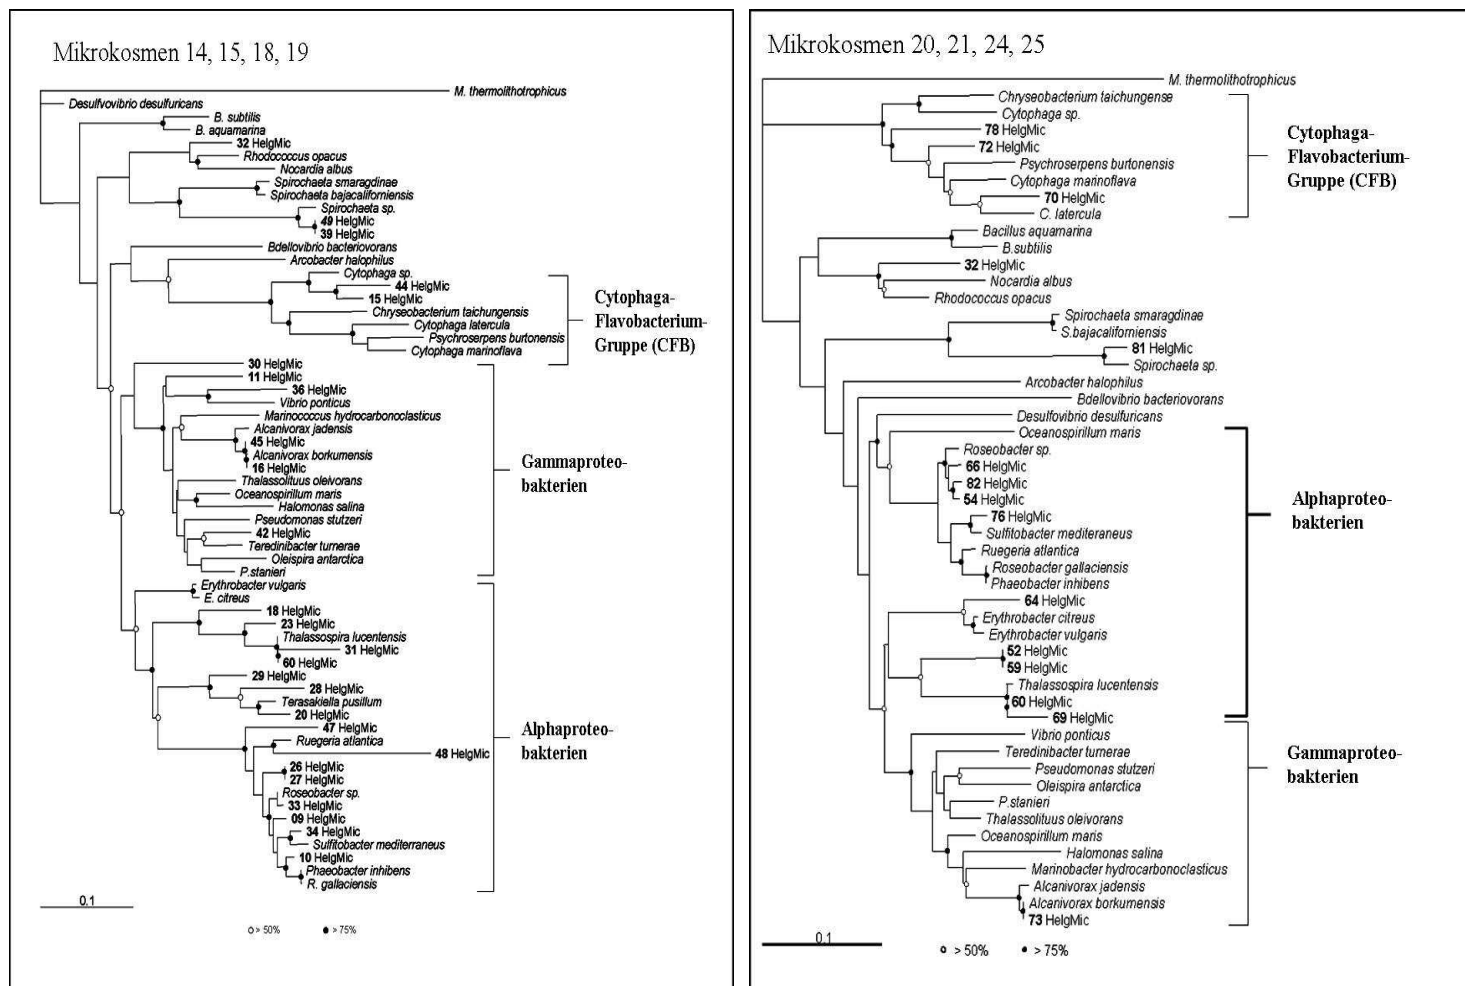 Mikrokosmen 14, 15, 18, 19
M. thermolithotrophicus
Desulfvovibrio desulfuricans
B. subtilis
B. aquamarina
32 HelgMic
Rhodococcus opacus
Nocardia albus
Spirochaeta smaragdinae
Spirochaeta bajacaliforniensis
Spirochaeta sp.
49 HelgMic
39 HelgMic
Bdellovibrio bacteriovorans
Arcobacter halophilus
Cytophaga sp.
44 HelgMic
15 HelgMic
Chryseobacterium taichungensis
Cytophaga latercula
Psychroserpens burtonensis
Cytophaga marinoflava
Cytophaga-
Flavobacterium-
Gruppe (CFB)
30 HelgMic
11 HelgMic
36 HelgMic
Vibrio ponticus
Marinococcus hydrocarbonoclasticus
Alcanivorax jadensis
45 HelgMic
Alcanivorax borkumensis
16 HelgMic
Thalassolituus oleivorans
Oceanospirillum maris
Halomonas salina
Pseudomonas stutzeri
42 HelgMic
Teredinibacter turnerae
Oleispira antarctica
P.stanieri
Gammaproteo-
bakterien
Erythrobacter vulgaris
E. citreus
18 HelgMic
23 HelgMic
Thalassospira lucentensis
31 HelgMic
60 HelgMic
29 HelgMic
28 HelgMic
Terasakiella pusillum
20 HelgMic
47 HelgMic
Ruegeria atlantica
48 HelgMic
26 HelgMic
27 HelgMic
Roseobacter sp.
33 HelgMic
09 HelgMic
34 HelgMic
Sulfitobacter mediterraneus
10 HelgMic
Phaeobacter inhibens
R. gallaciensis
Alphaproteo-
bakterien
0.1
> 50% > 75%
Mikrokosmen 20, 21, 24, 25
M. thermolithotrophicus
Chryseobacterium taichungense
Cytophaga sp.
78 HelgMic
72 HelgMic
Psychroserpens burtonensis
Cytophaga marinoflava
70 HelgMic
C. latercula
Cytophaga-
Flavobacterium-
Gruppe (CFB)
Bacillus aquamarina
B.subtilis
32 HelgMic
Nocardia albus
Rhodococcus opacus
Spirochaeta smaragdinae
S.bajacaliforniensis
81 HelgMic
Spirochaeta sp.
Arcobacter halophilus
Bdellovibrio bacteriovorans
Desulfovibrio desulfuricans
Oceanospirillum maris
Roseobacter sp.
66 HelgMic
82 HelgMic
54 HelgMic
76 HelgMic
Sulfitobacter mediteraneus
Ruegeria atlantica
Roseobacter gallaciensis
Phaeobacter inhibens
64 HelgMic
Erythrobacter citreus
Erythrobacter vulgaris
52 HelgMic
59 HelgMic
Thalassospira lucentensis
60 HelgMic
69 HelgMic
Alphaproteo-
bakterien
Vibrio ponticus
Teredinibacter turnerae
Pseudomonas stutzeri
Oleispira antarctica
P.stanieri
Thalassolituus oleivorans
Oceanospirillum maris
Halomonas salina
Marinobacter hydrocarbonoclasticus
Alcanivorax jadensis
Alcanivorax borkumensis
73 HelgMic
Gammaproteo-
bakterien
0.1
> 50% > 75%